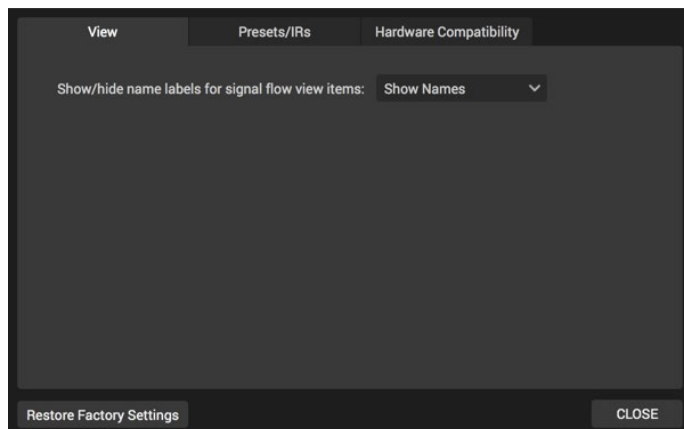 View Presets/IRs Hardware Compatibility
Show/hide name labels for signal flow view items: Show Names
Restore Factory Settings CLOSE